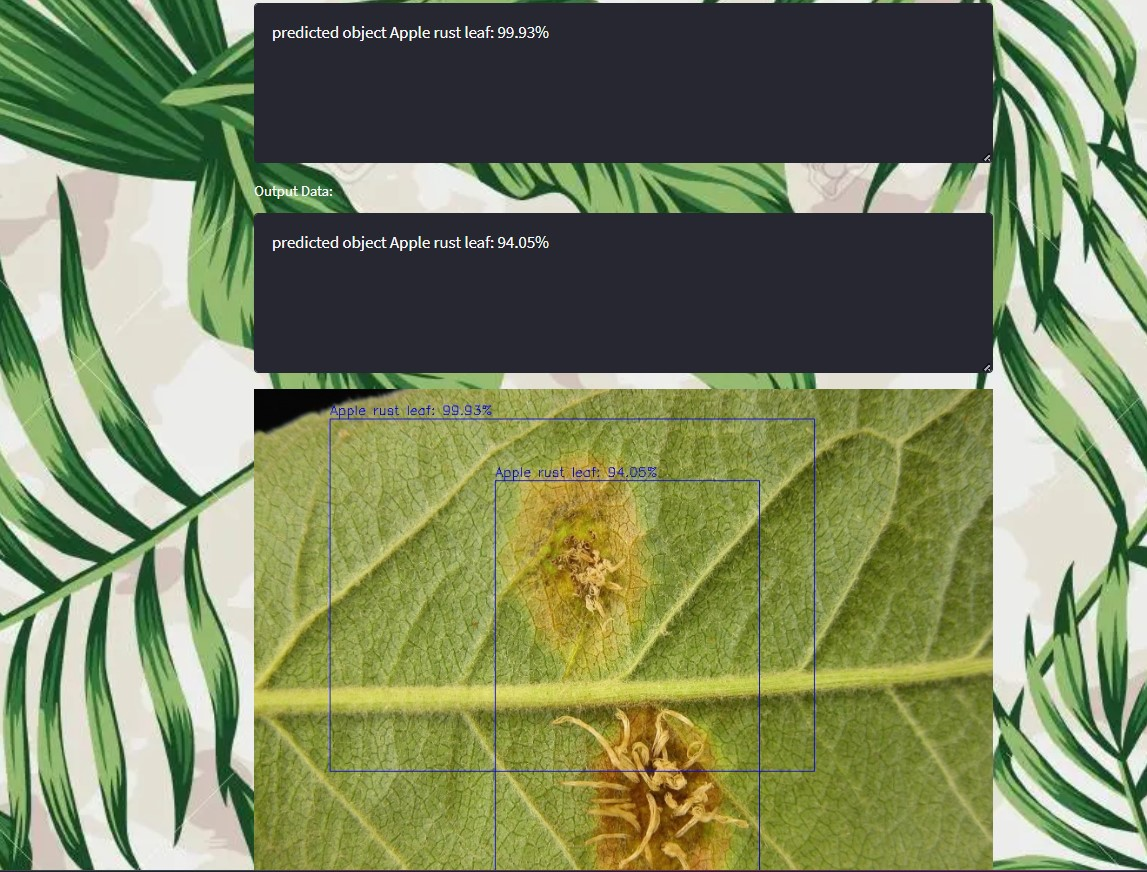 predicted object Apple rust leaf: 99.93%
Output Data:
predicted object Apple rust leaf: 94.05%
Apple rust leaf: 99.93%
Apple rust leaf: 94.05%